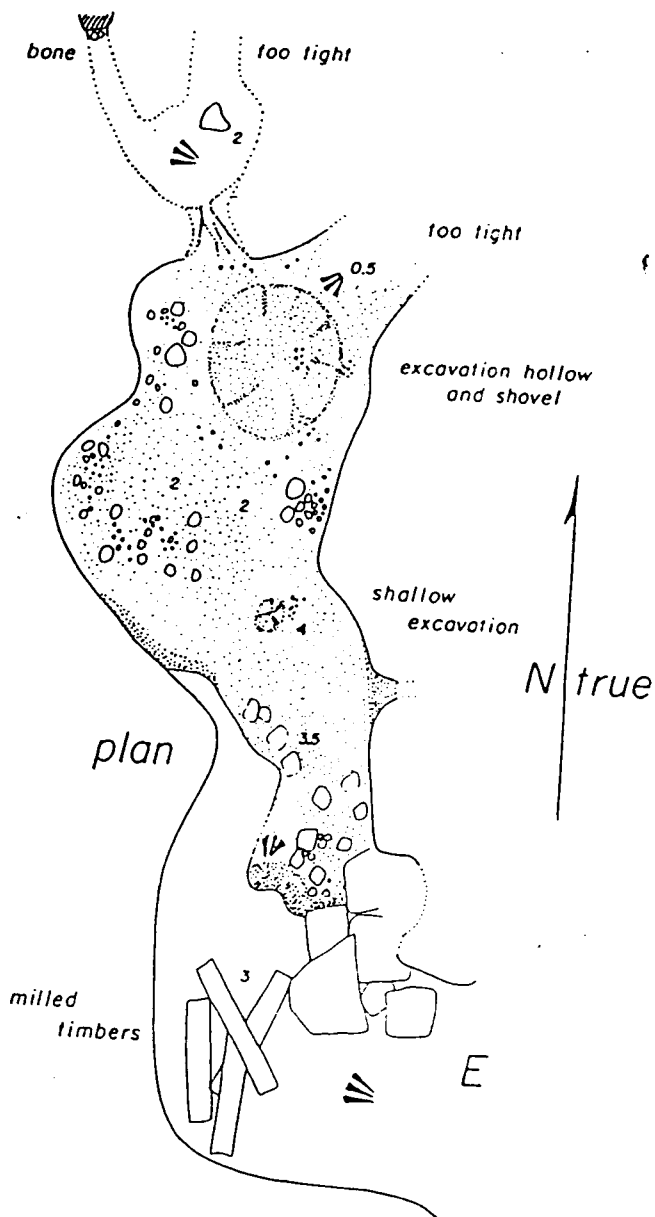 bone
too tight
2
too tight
0.5
excavation hollow
and shovel
2
2
shallow
excavation
4
N true
plan
3.5
3
milled
timbers
E